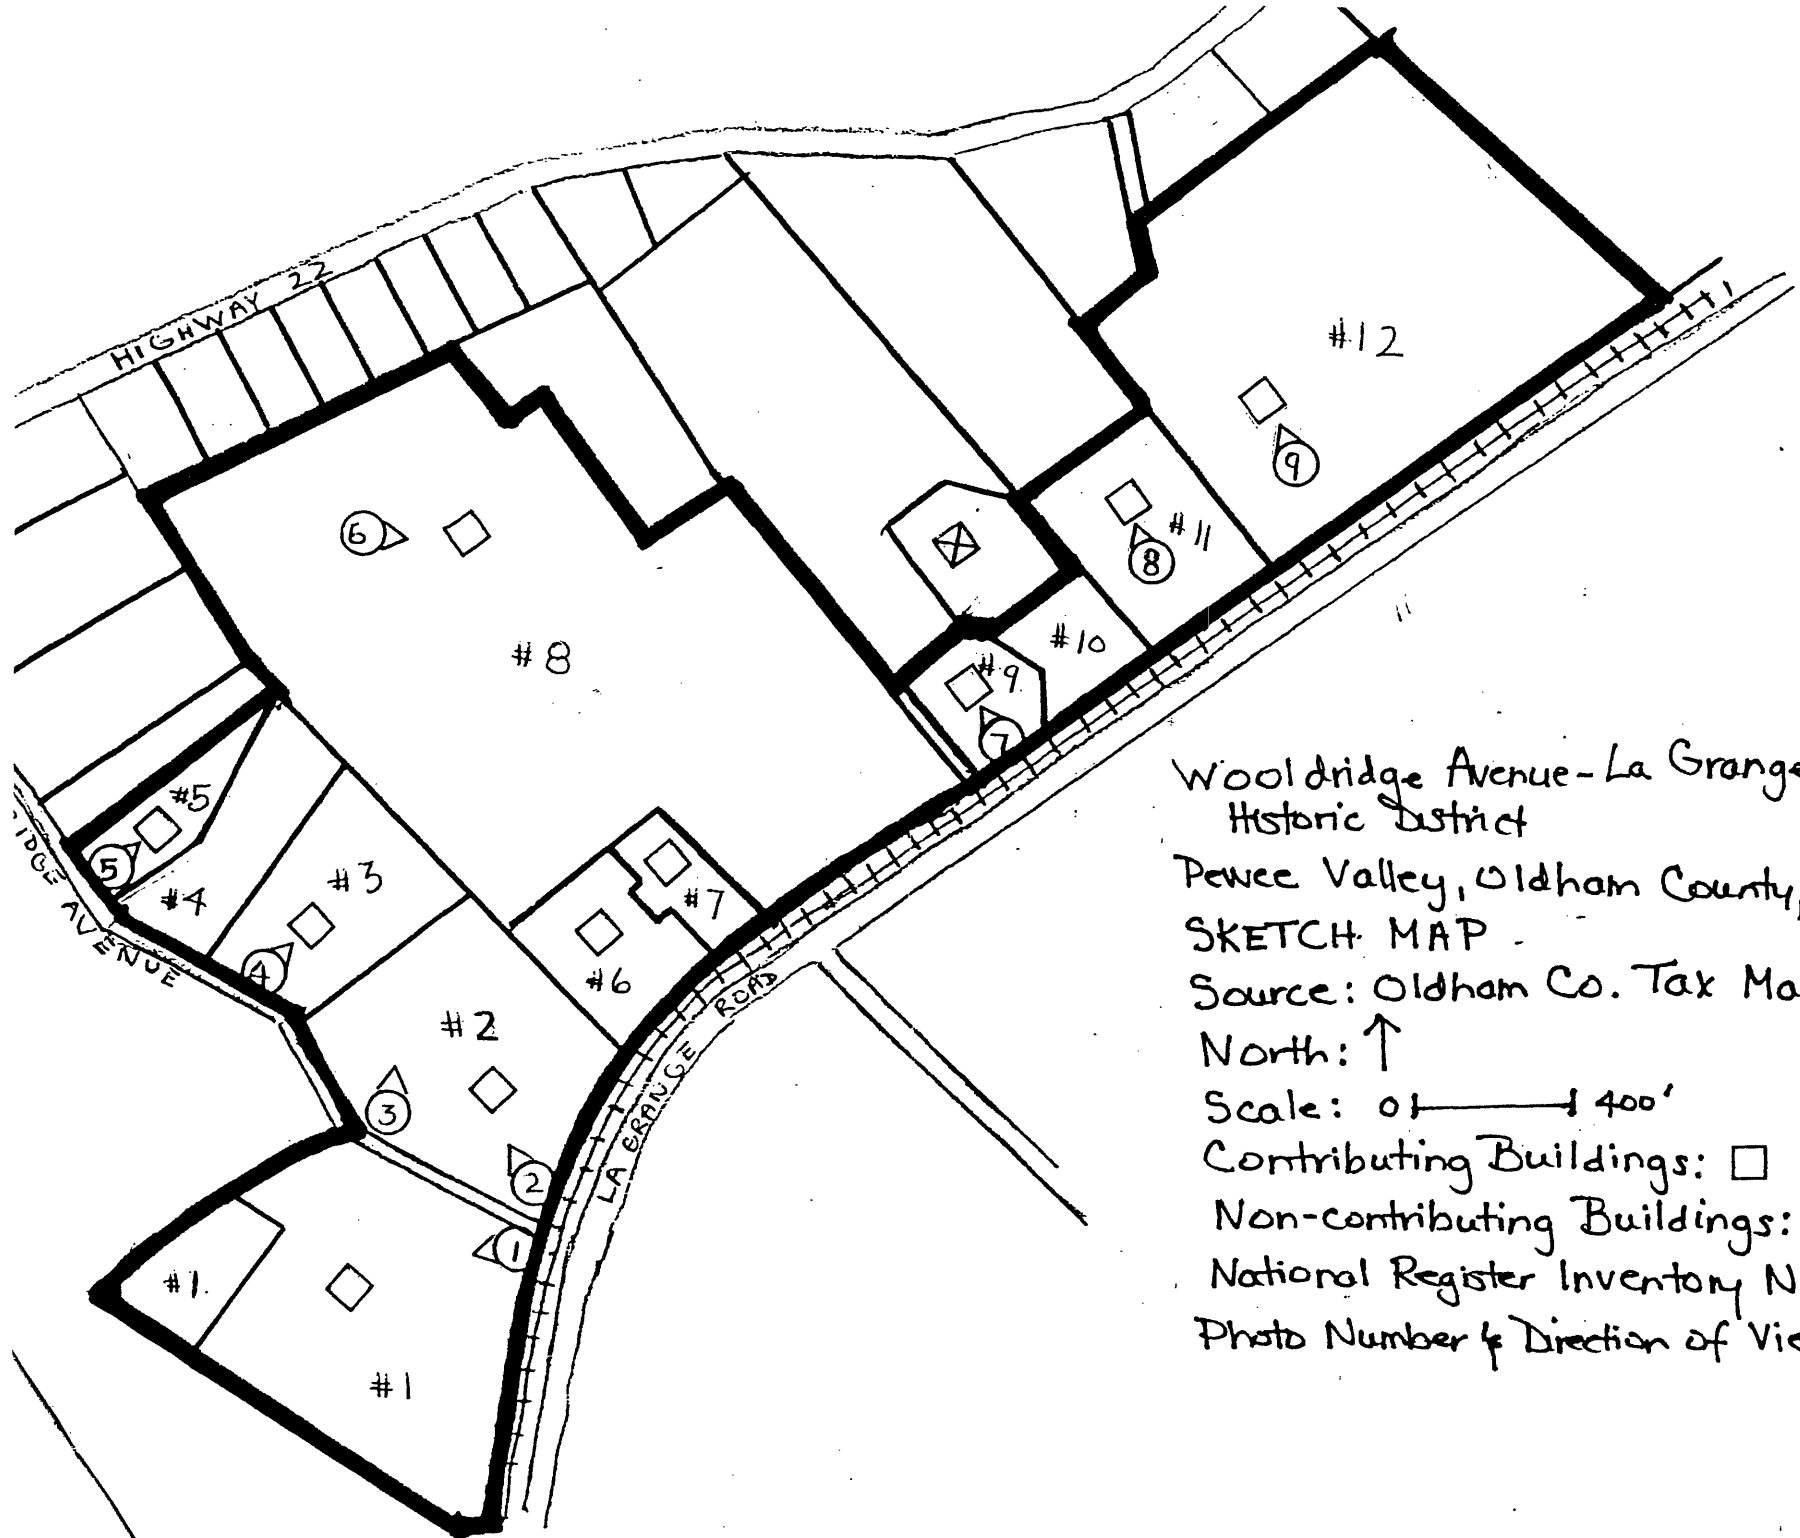 HIGHWAY 22
#12
9
6
#11
8
#8
#10
#9
7
#5
5
#3
#4
#7
4
#6
AVENUE
#2
LA GRANGE ROAD
3
2
1
#1.
#1
Wooldridge Avenue-La Grange
Historic District
Pewee Valley, Oldham County,
SKETCH MAP
Source: Oldham Co. Tax
North: ↑
Scale: 0 400'
Contributing Buildings: □
Non-contributing Buildings:
National Register Inventory
Photo Number & Direction of